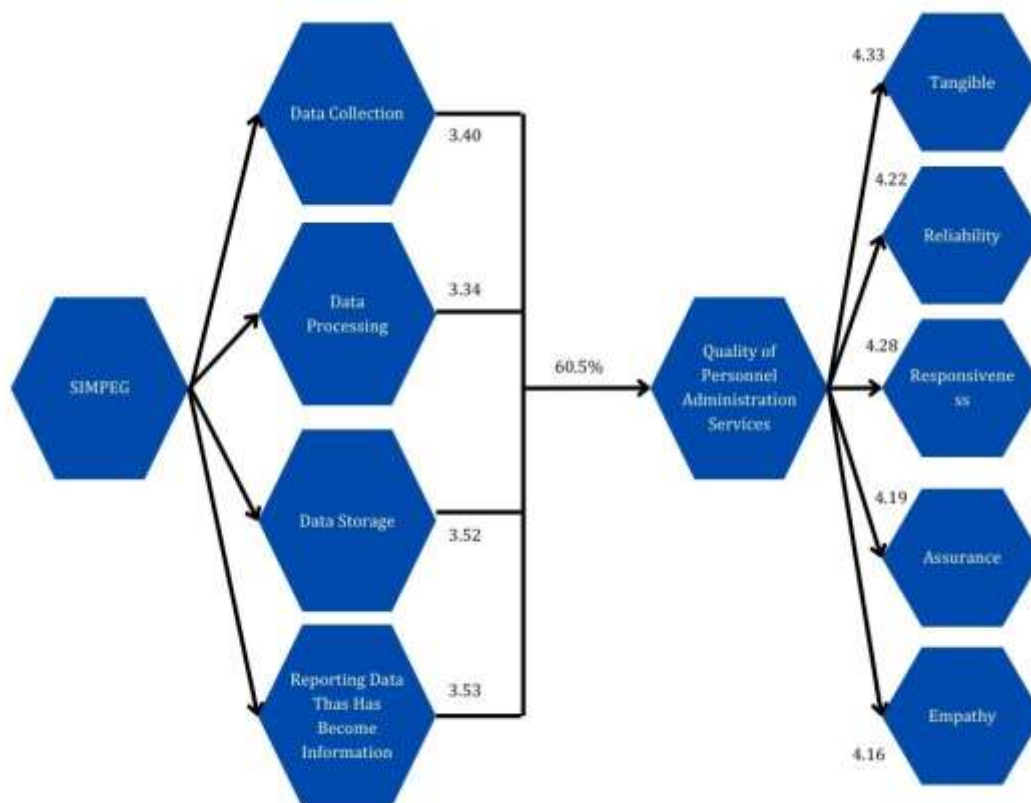 SIMPEG
Data Collection
3.40
Data
Processing
3.34
Data Storage
3.52
Reporting Data
Thas Has
Become
Information
3.53
60.5%
Quality of
Personnel
Administration
Services
4.33
Tangible
4.22
Reliability
4.28
Responsivene
ss
4.19
Assurance
4.16
Empathy